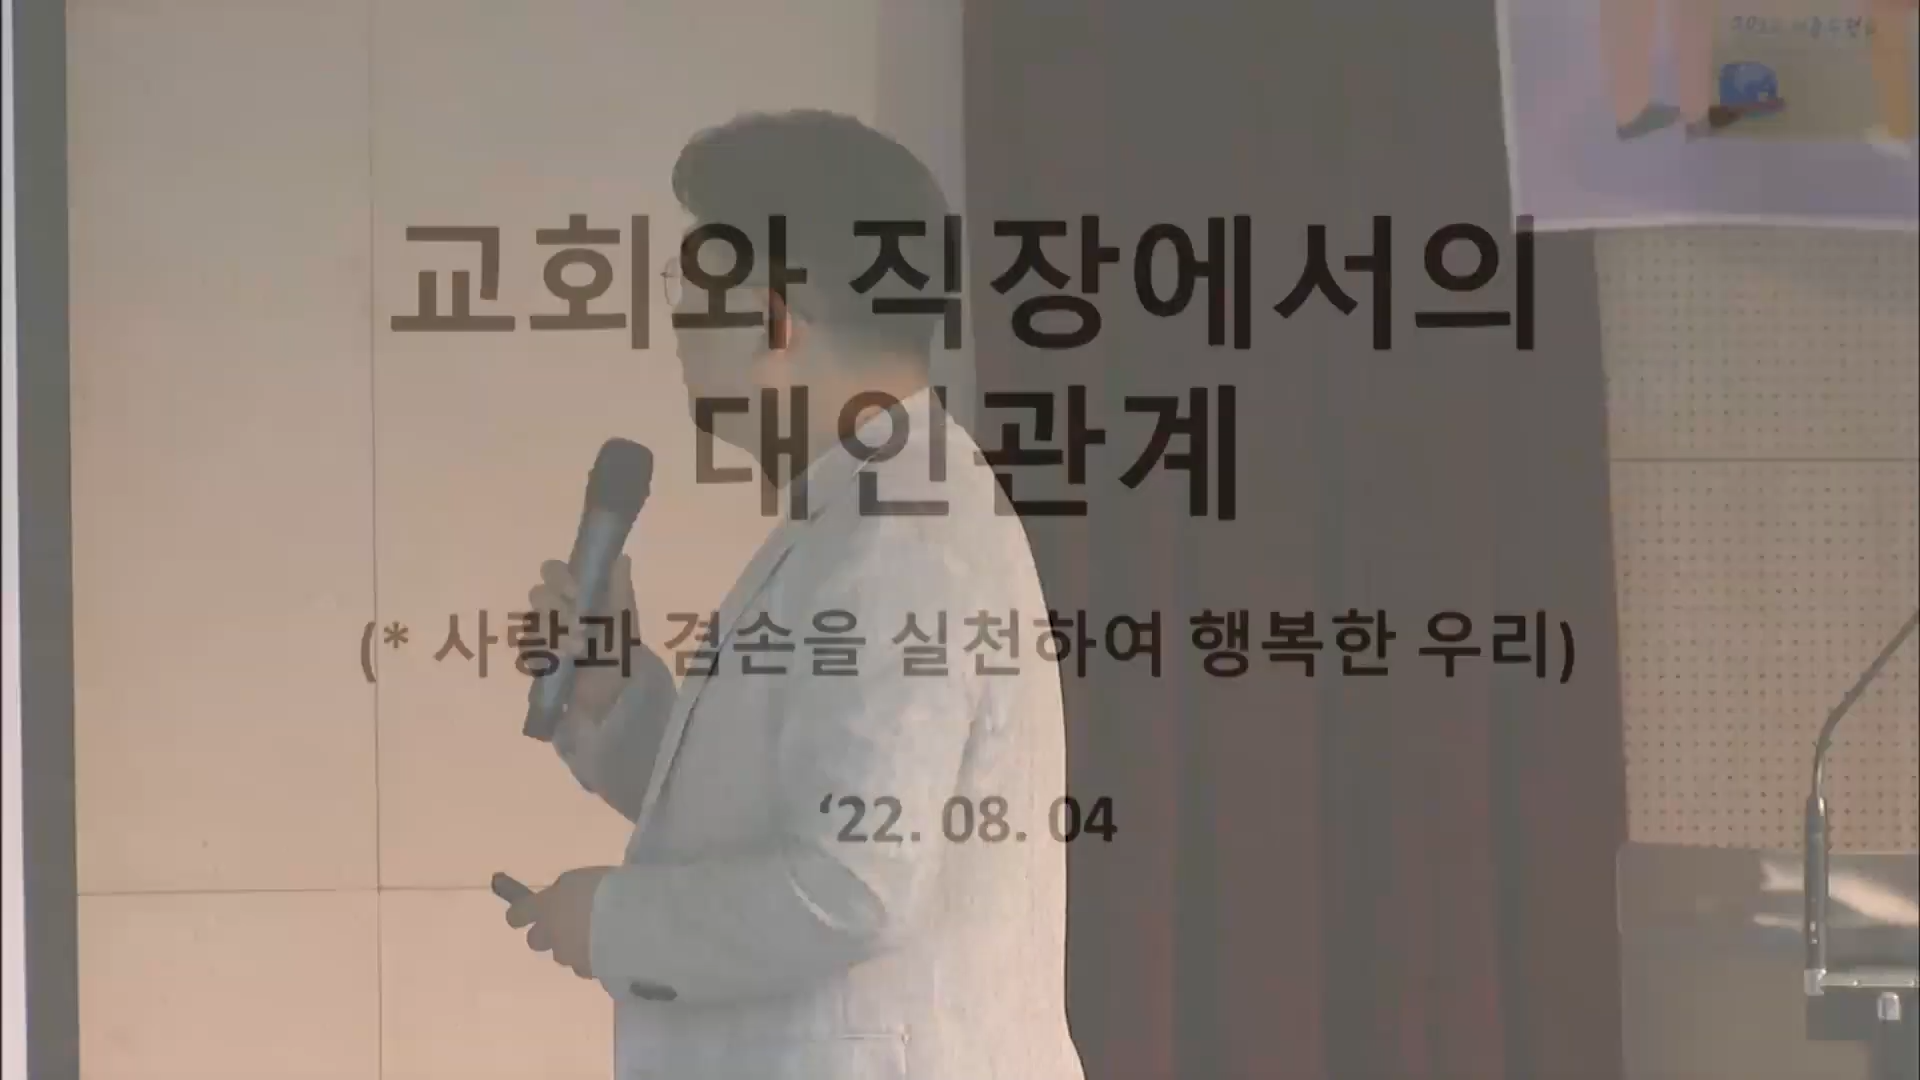 교회와 직장에서의
대인관계
(* 사랑과 겸손을 실천하여 행복한 우리)
‘22. 08. 04